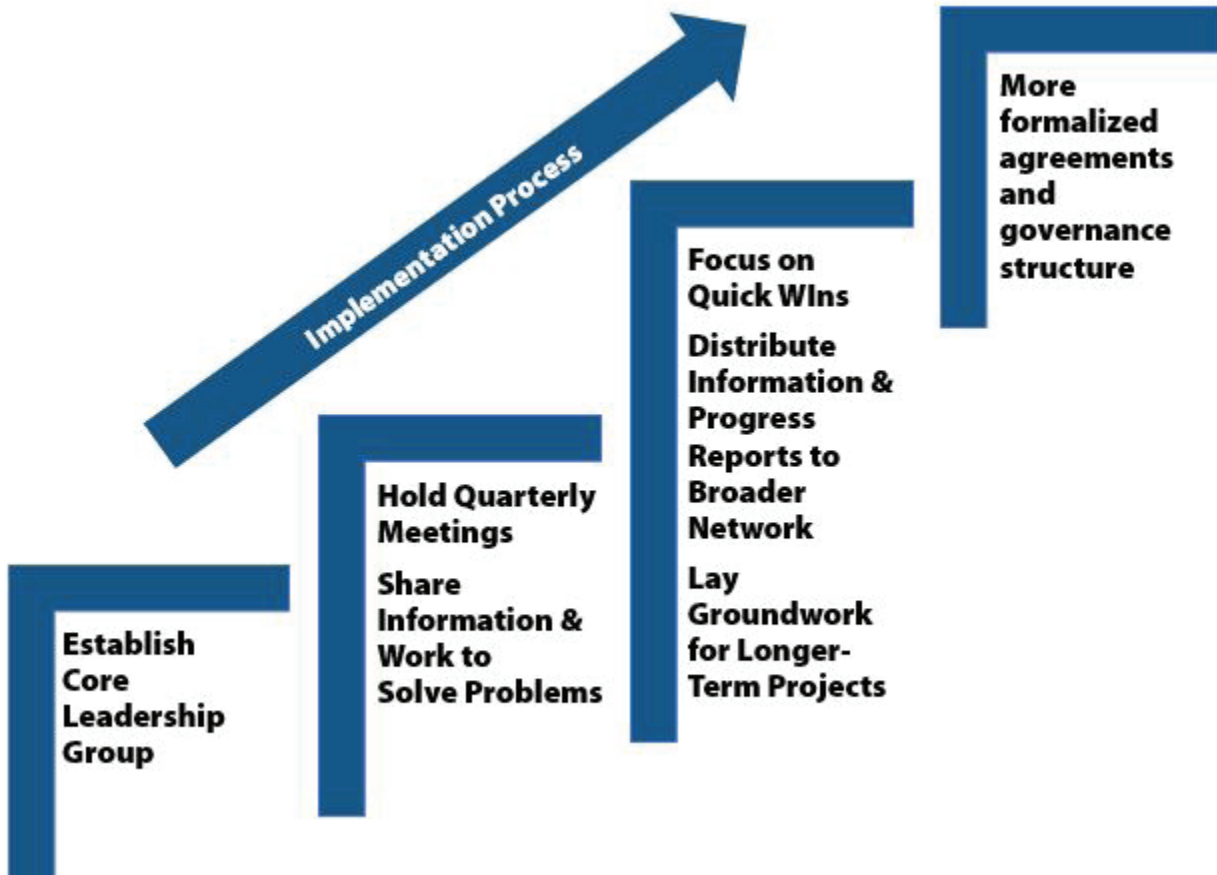 Implementation Process
Establish
Core
Leadership
Group
Hold Quarterly
Meetings
Share
Information &
Work to
Solve Problems
Focus on
Quick WIns
Distribute
Information &
Progress
Reports to
Broader
Network
Lay
Groundwork
for Longer-
Term Projects
More
formalized
agreements
and
governance
structure